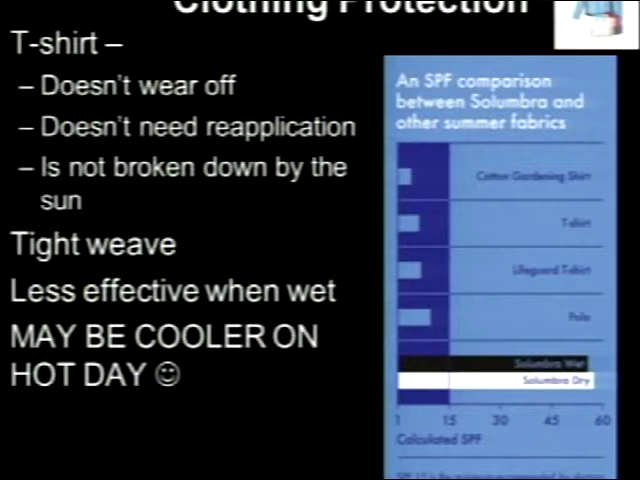 Clothing Protection
T-shirt –
– Doesn't wear off
– Doesn't need reapplication
– Is not broken down by the
sun
Tight weave
Less effective when wet
MAY BE COOLER ON
HOT DAY ☺
An SPF comparison
between Solumbra and
other summer fabrics
Cotton Gardening Shirt
T-shirt
Lifeguard T-shirt
Polo
Solumbra Wet
Solumbra Dry
1 15 30 45 60
Calculated SPF